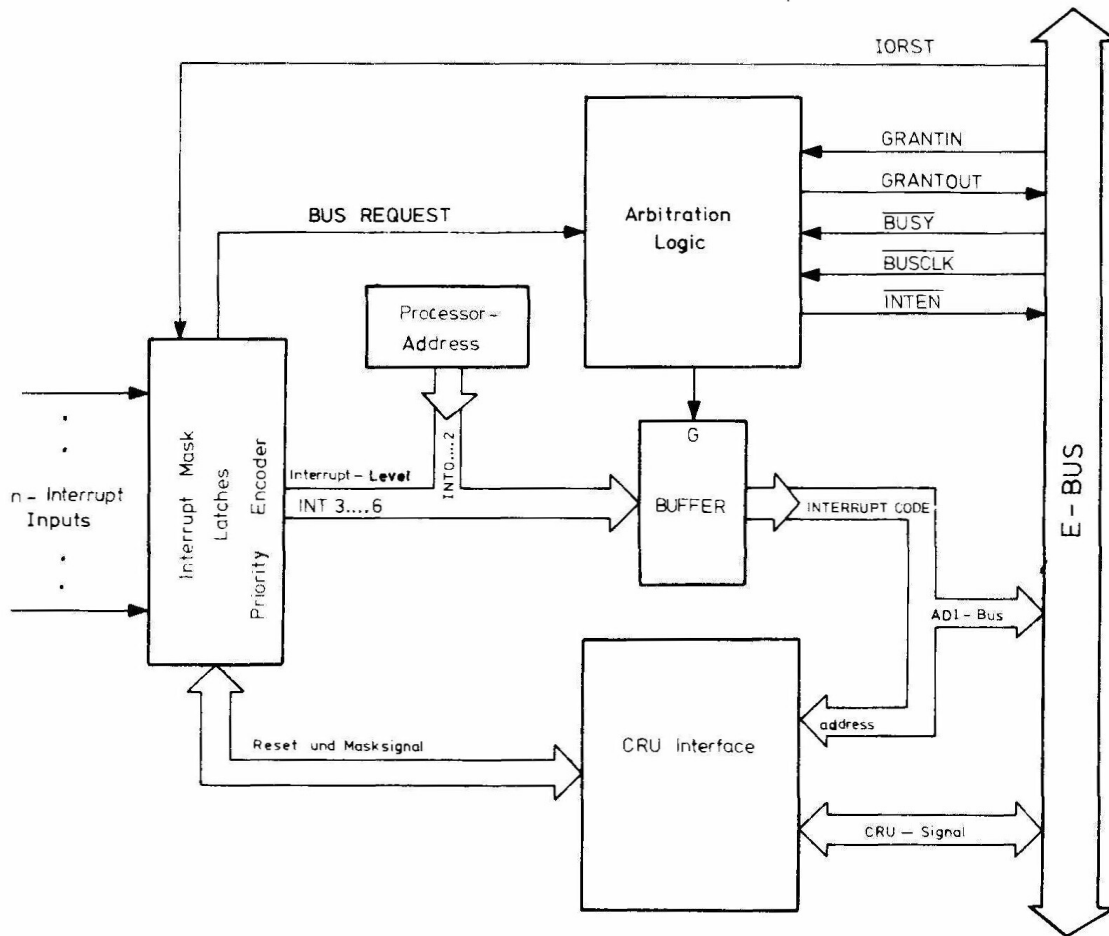 IORST
GRANTIN
GRANTOUT
BUSY
BUSCLK
INTEN
BUS REQUEST
Arbitration
Logic
Processor-
Address
n - Interrupt
Inputs
Interrupt Mask
Latches
Priority Encoder
Interrupt - Level
INT 3....6
INT0....2
G
BUFFER
INTERRUPT CODE
E-BUS
ADI - Bus
address
Reset und Masksignal
CRU Interface
CRU - Signal